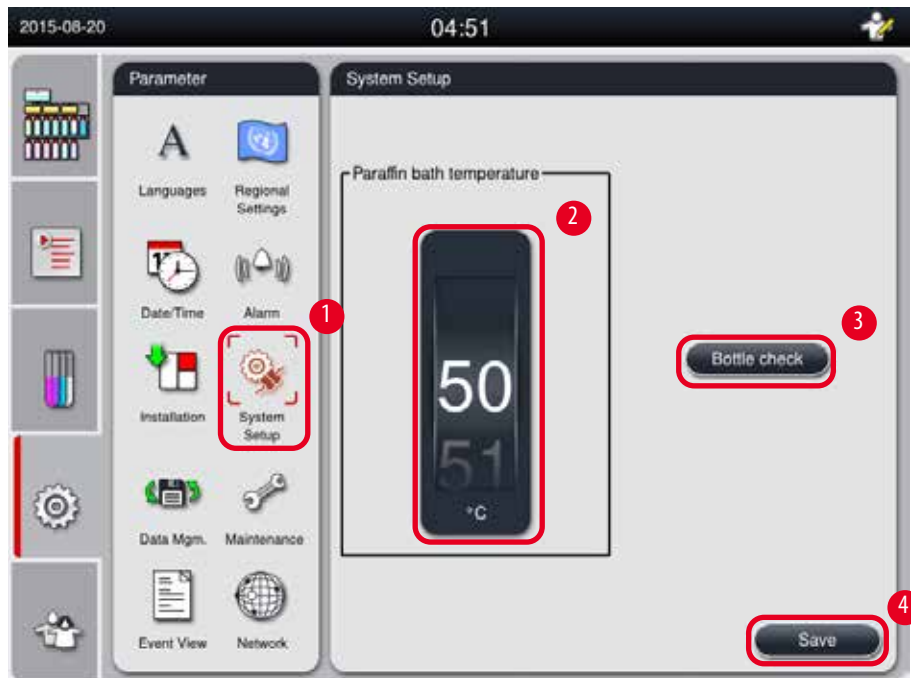 2015-08-20
04:51
Parameter
System Setup
A
Languages
Regional
Settings
Date/Time
Alarm
1
Installation
System
Setup
Data Mgm.
Maintenance
Event View
Network
Paraffin bath temperature
2
50
51
°C
3
Bottle check
4
Save